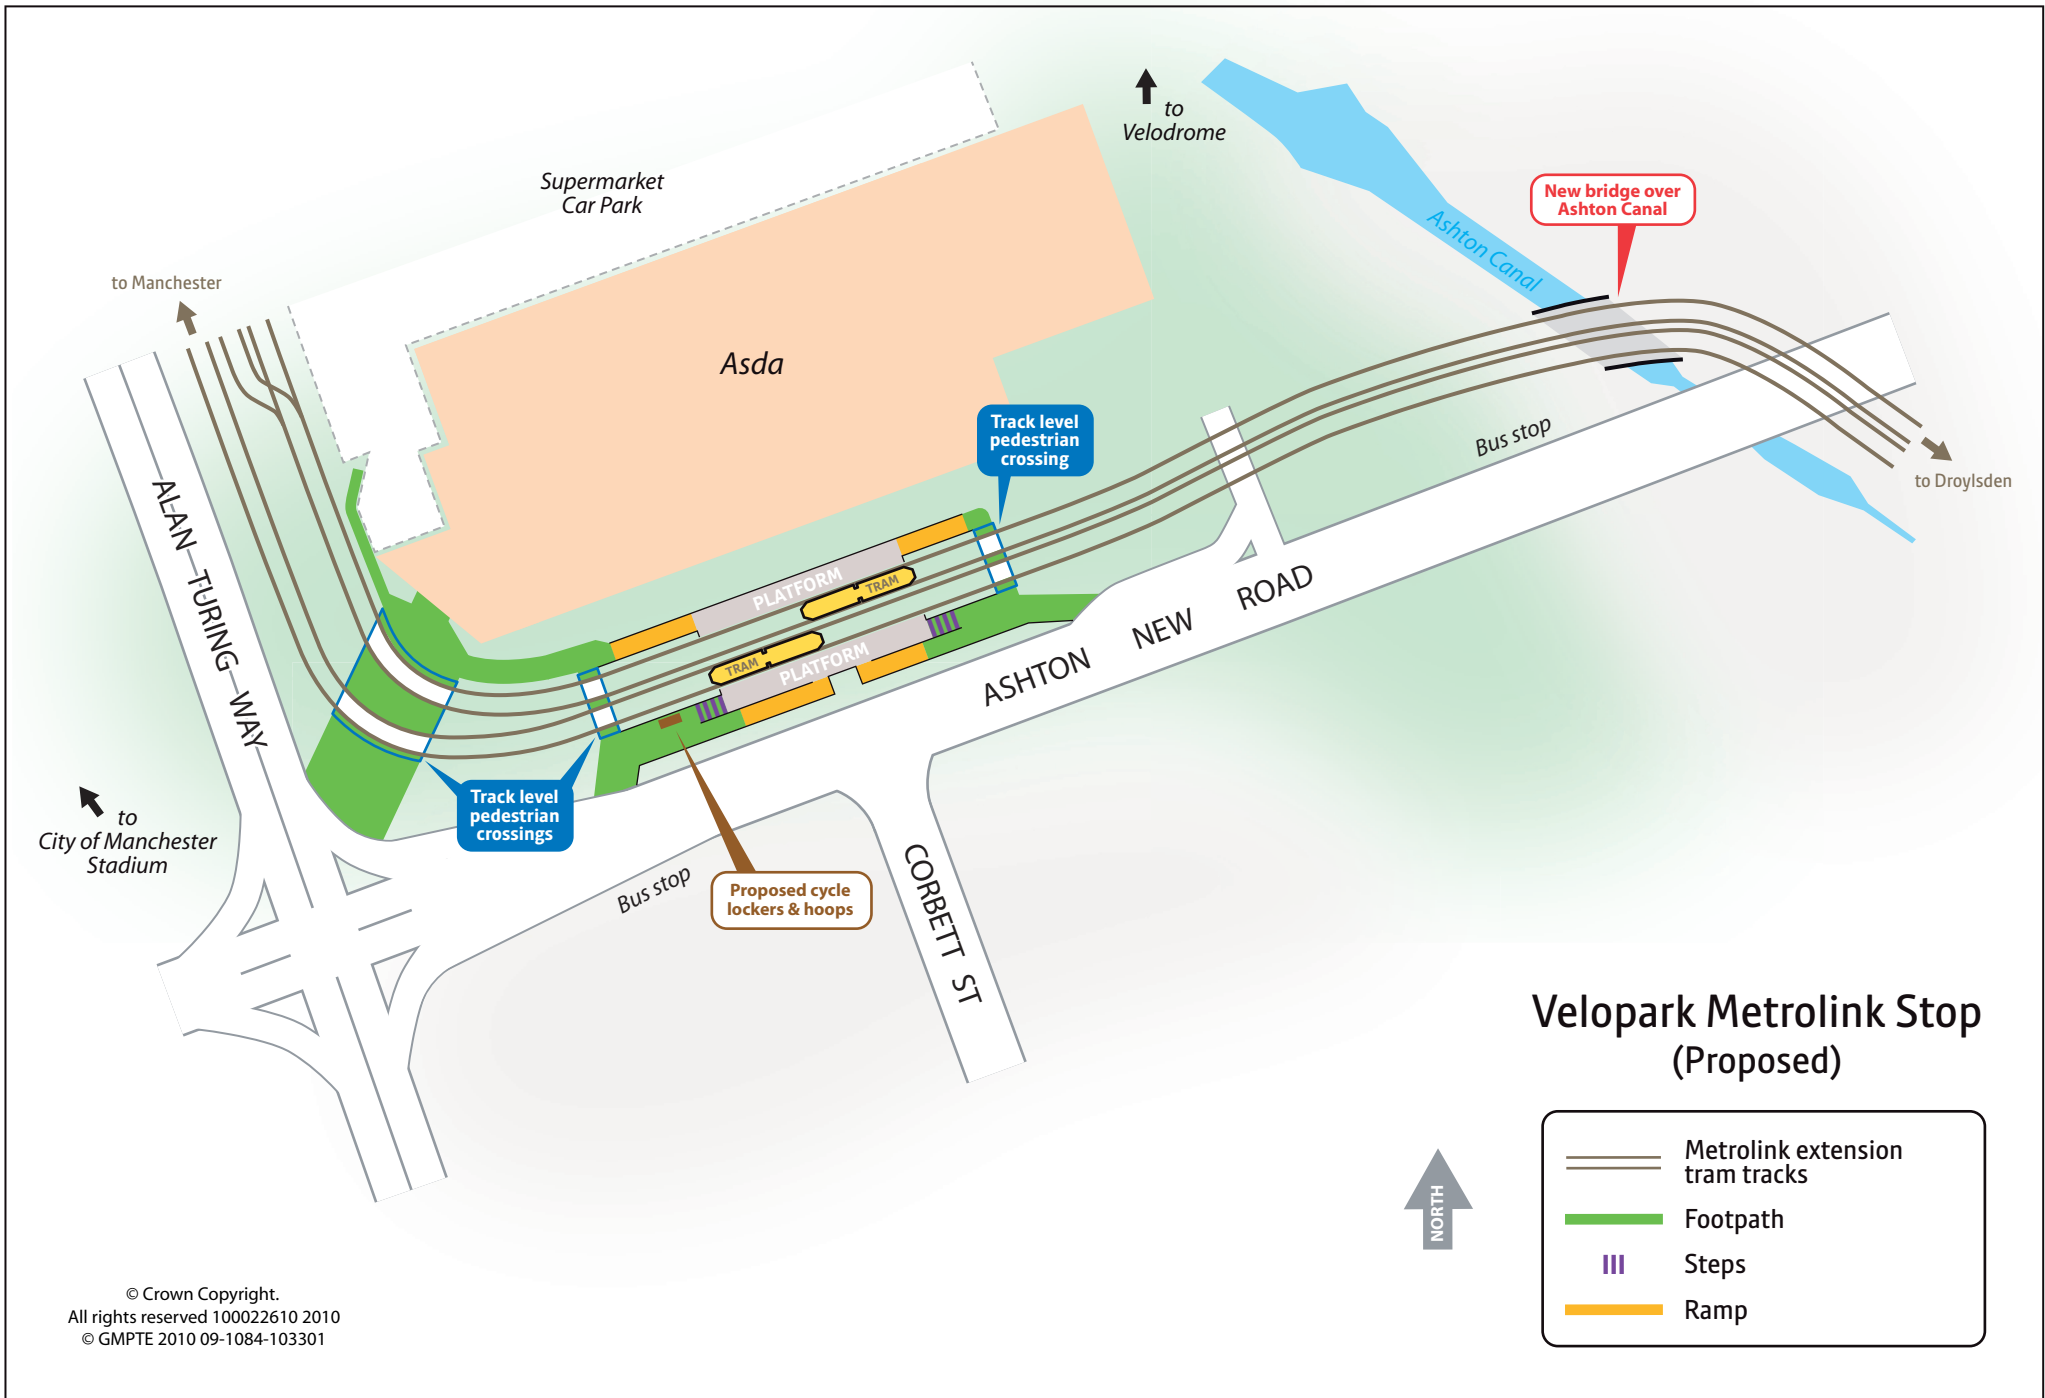 to
Velodrome
Supermarket
Car Park
New bridge over
Ashton Canal
Ashton Canal
to Manchester
Asda
Track level
pedestrian
crossing
Bus stop
to Droylsden
ALAN TURING WAY
PLATFORM
TRAM
TRAM
PLATFORM
ASHTON NEW ROAD
to
City of Manchester
Stadium
Track level
pedestrian
crossings
Bus stop
Proposed cycle
lockers & hoops
CORBETT ST
Velopark Metrolink Stop
(Proposed)
NORTH
Metrolink extension
tram tracks
Footpath
Steps
Ramp
© Crown Copyright.
All rights reserved 100022610 2010
© GMPTE 2010 09-1084-103301